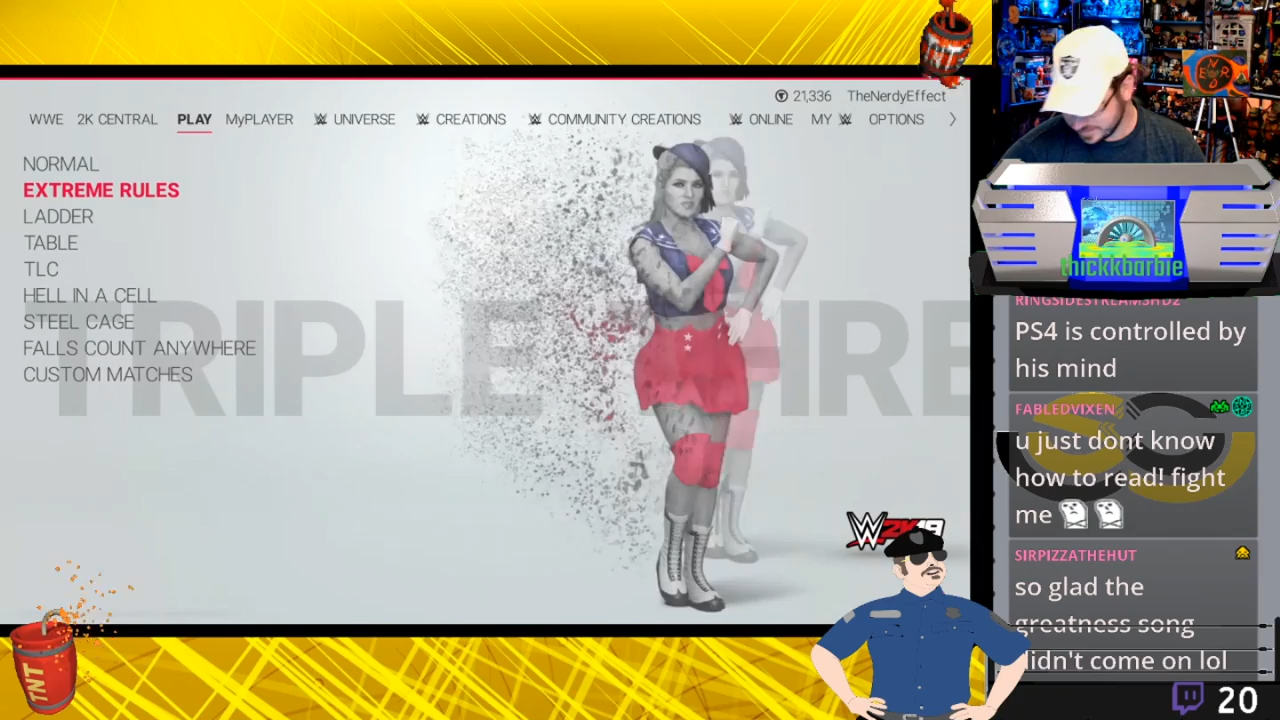 21,336 TheNerdyEffect
WWE 2K CENTRAL PLAY MyPLAYER UNIVERSE CREATIONS COMMUNITY CREATIONS ONLINE MY OPTIONS
NORMAL
EXTREME RULES
LADDER
TABLE
TLC
HELL IN A CELL
STEEL CAGE
FALLS COUNT ANYWHERE
CUSTOM MATCHES
TRIPLE
W2K19
TNT
thickkbarbie
RINGSIDESTREAMSHD2
PS4 is controlled by
his mind
FABLEDVIXEN
u just dont know
how to read! fight
me
SIRPIZZATHEHUT
so glad the
greatness song
didn't come on lol
20